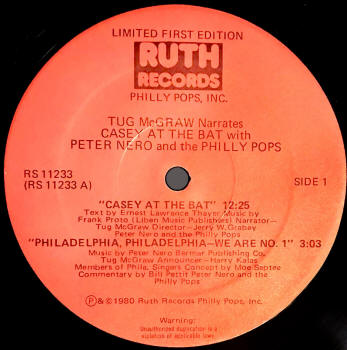 LIMITED FIRST EDITION
RUTH
RECORDS
PHILLY POPS, INC.
TUG McGRAW Narrates
CASEY AT THE BAT with
PETER NERO and the PHILLY POPS
RS 11233
(RS 11233 A)
SIDE 1
"CASEY AT THE BAT" 12:25
Text by Ernest Lawrence Thayer Music by
Frank Proto (Liben Music Publishers) Narrator—
Tug McGraw Director—Jerry W. Grabey
Peter Nero and the Philly Pops
"PHILADELPHIA, PHILADELPHIA—WE ARE NO. 1" 3:03
Music by Peter Nero Bermar Publishing Co.
Tug McGraw Announcer—Harry Kalas
Members of Phila. Singers Concept by Moe Septee
Commentary by Bill Pettit Peter Nero and the
Philly Pops
℗&©1980 Ruth Records Philly Pops, Inc.
Warning:
Unauthorized duplication is a
violation of applicable laws.